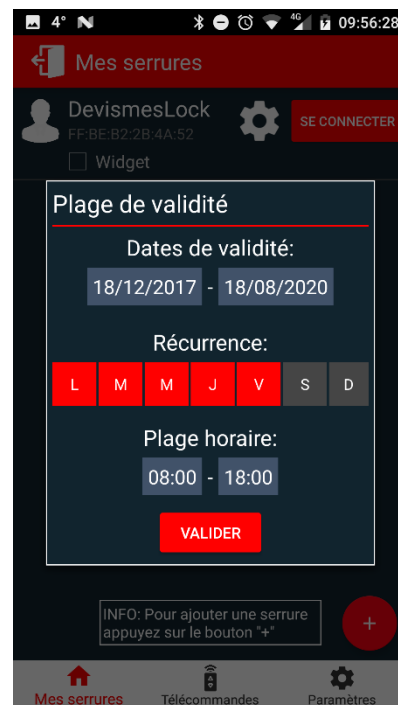 4° N 4G 09:56:28
Mes serrures
DevismesLock
FF:BE:B2:2B:4A:52
SE CONNECTER
Widget
Plage de validité
Dates de validité:
18/12/2017 - 18/08/2020
Récurrence:
L M M J V S D
Plage horaire:
08:00 - 18:00
VALIDER
INFO: Pour ajouter une serrure
appuyez sur le bouton "+"
+
Mes serrures Télécommandes Paramètres